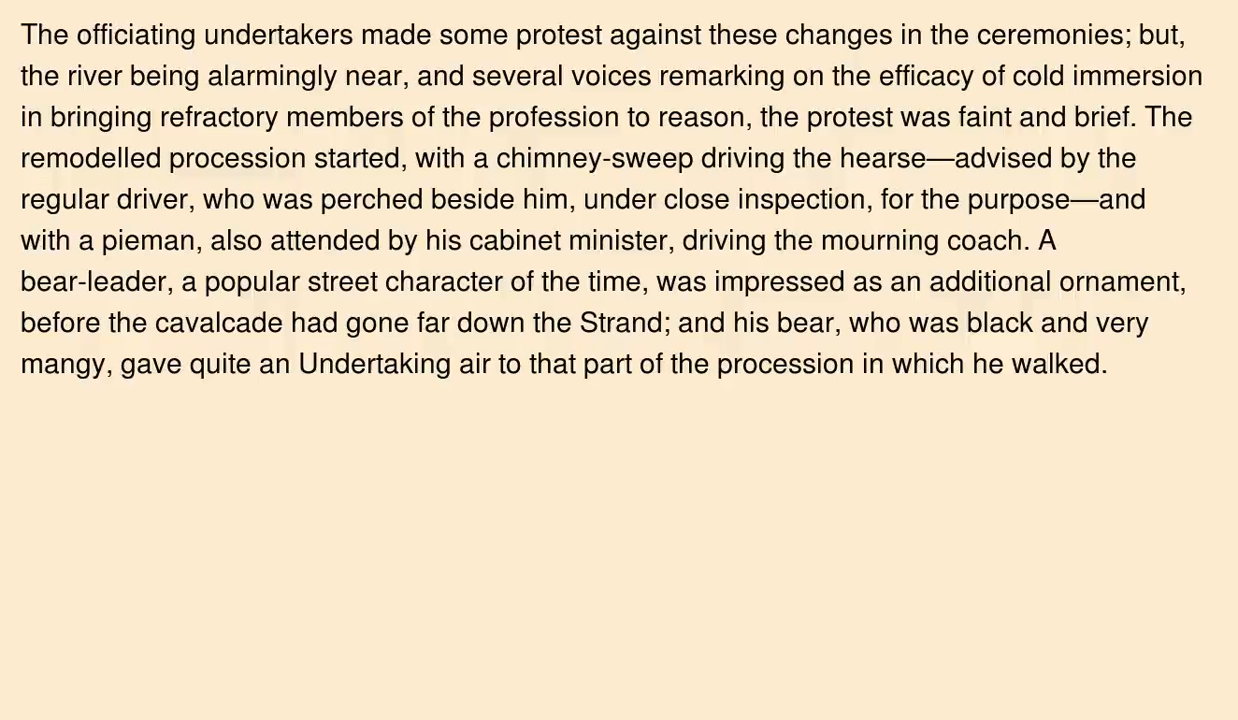 The officiating undertakers made some protest against these changes in the ceremonies; but,
the river being alarmingly near, and several voices remarking on the efficacy of cold immersion
in bringing refractory members of the profession to reason, the protest was faint and brief. The
remodelled procession started, with a chimney-sweep driving the hearse—advised by the
regular driver, who was perched beside him, under close inspection, for the purpose—and
with a pieman, also attended by his cabinet minister, driving the mourning coach. A
bear-leader, a popular street character of the time, was impressed as an additional ornament,
before the cavalcade had gone far down the Strand; and his bear, who was black and very
mangy, gave quite an Undertaking air to that part of the procession in which he walked.